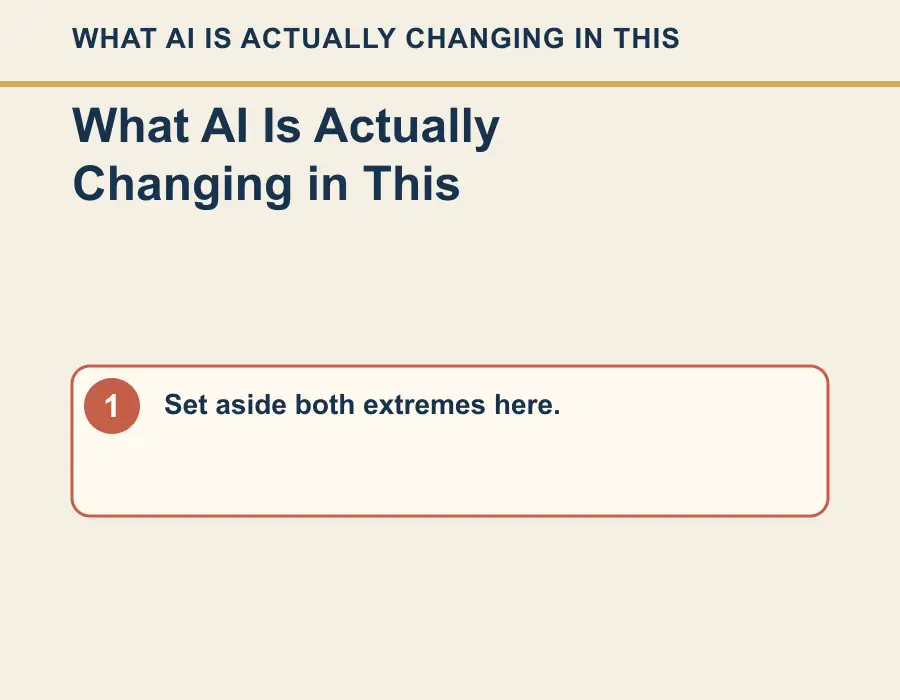 WHAT AI IS ACTUALLY CHANGING IN THIS
What AI Is Actually
Changing in This
1
Set aside both extremes here.